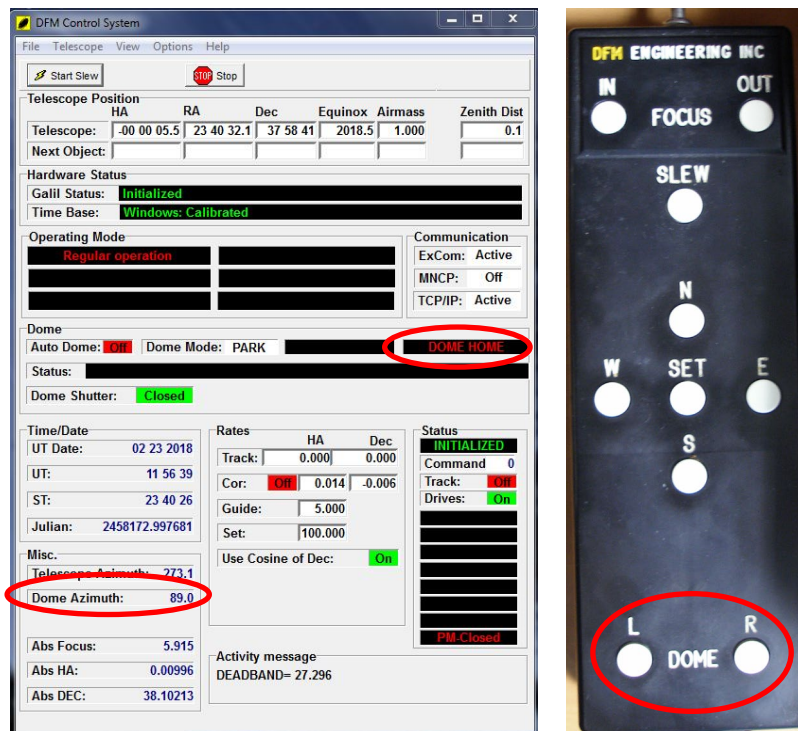 DFM Control System
File Telescope View Options Help
Start Slew STOP Stop
Telescope Position
HA RA Dec Equinox Airmass Zenith Dist
Telescope: -00 00 05.5 23 40 32.1 37 58 41 2018.5 1.000 0.1
Next Object:
Hardware Status
Galil Status: Initialized
Time Base: Windows: Calibrated
Operating Mode
Regular operation
Communication
ExCom: Active
MNCP: Off
TCP/IP: Active
Dome
Auto Dome: Off Dome Mode: PARK DOME HOME
Status:
Dome Shutter: Closed
Time/Date
UT Date: 02 23 2018
UT: 11 56 39
ST: 23 40 26
Julian: 2458172.997681
Misc.
Telescope Azimuth: 273.1
Dome Azimuth: 89.0
Abs Focus: 5.915
Abs HA: 0.00996
Abs DEC: 38.10213
Rates
HA Dec
Track: 0.000 0.000
Cor: Off 0.014 -0.006
Guide: 5.000
Set: 100.000
Use Cosine of Dec: On
Activity message
DEADBAND= 27.296
Status
INITIALIZED
Command 0
Track: Off
Drives: On
PM-Closed
DFM ENGINEERING INC
IN OUT
FOCUS
SLEW
N
W SET E
S
L R
DOME